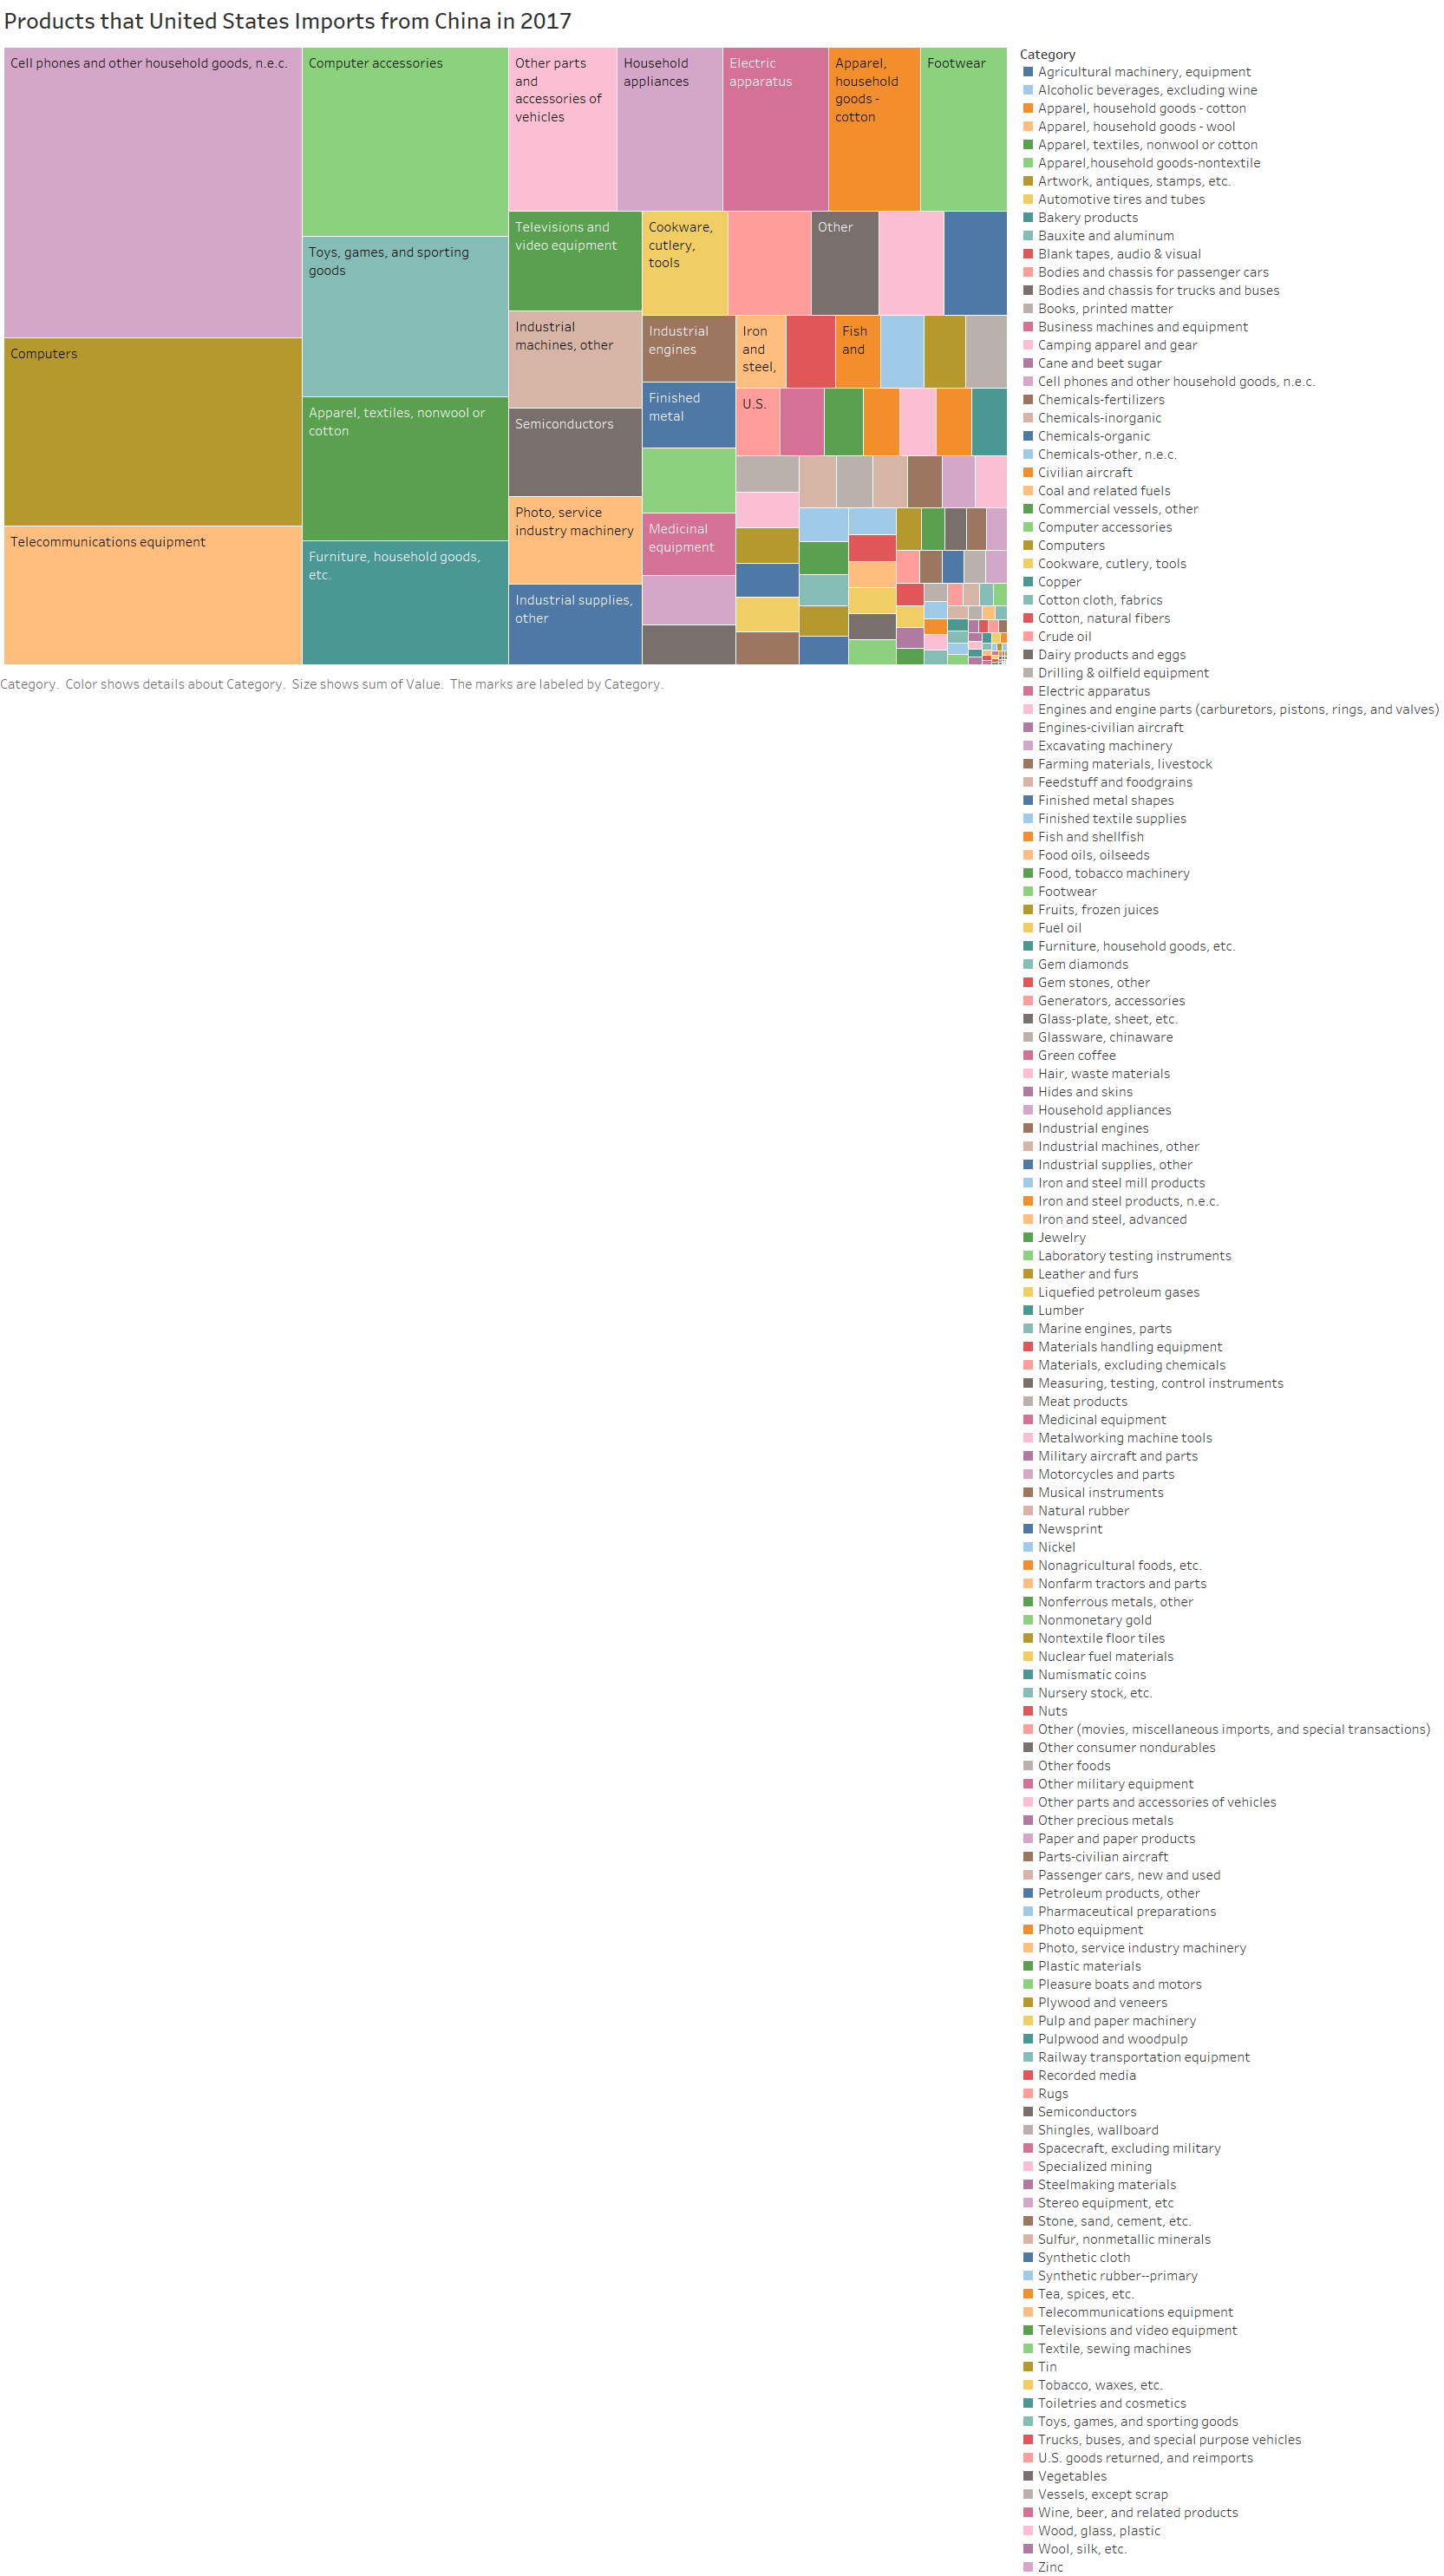 Products that United States Imports from China in 2017
Cell phones and other household goods, n.e.c.
Computers
Telecommunications equipment
Computer accessories
Toys, games, and sporting
goods
Apparel, textiles, nonwool or
cotton
Furniture, household goods,
etc.
Other parts
and
accessories of
vehicles
Household
appliances
Electric
apparatus
Apparel,
household
goods -
cotton
Footwear
Televisions and
video equipment
Industrial
machines, other
Semiconductors
Photo, service
industry machinery
Industrial supplies,
other
Cookware,
cutlery,
tools
Other
Industrial
engines
Finished
metal
Medicinal
equipment
Iron
and
steel,
Fish
and
U.S.
Category. Color shows details about Category. Size shows sum of Value. The marks are labeled by Category.
Category
Agricultural machinery, equipment
Alcoholic beverages, excluding wine
Apparel, household goods - cotton
Apparel, household goods - wool
Apparel, textiles, nonwool or cotton
Apparel,household goods-nontextile
Artwork, antiques, stamps, etc.
Automotive tires and tubes
Bakery products
Bauxite and aluminum
Blank tapes, audio & visual
Bodies and chassis for passenger cars
Bodies and chassis for trucks and buses
Books, printed matter
Business machines and equipment
Camping apparel and gear
Cane and beet sugar
Cell phones and other household goods, n.e.c.
Chemicals-fertilizers
Chemicals-inorganic
Chemicals-organic
Chemicals-other, n.e.c.
Civilian aircraft
Coal and related fuels
Commercial vessels, other
Computer accessories
Computers
Cookware, cutlery, tools
Copper
Cotton cloth, fabrics
Cotton, natural fibers
Crude oil
Dairy products and eggs
Drilling & oilfield equipment
Electric apparatus
Engines and engine parts (carburetors, pistons, rings, and valves)
Engines-civilian aircraft
Excavating machinery
Farming materials, livestock
Feedstuff and foodgrains
Finished metal shapes
Finished textile supplies
Fish and shellfish
Food oils, oilseeds
Food, tobacco machinery
Footwear
Fruits, frozen juices
Fuel oil
Furniture, household goods, etc.
Gem diamonds
Gem stones, other
Generators, accessories
Glass-plate, sheet, etc.
Glassware, chinaware
Green coffee
Hair, waste materials
Hides and skins
Household appliances
Industrial engines
Industrial machines, other
Industrial supplies, other
Iron and steel mill products
Iron and steel products, n.e.c.
Iron and steel, advanced
Jewelry
Laboratory testing instruments
Leather and furs
Liquefied petroleum gases
Lumber
Marine engines, parts
Materials handling equipment
Materials, excluding chemicals
Measuring, testing, control instruments
Meat products
Medicinal equipment
Metalworking machine tools
Military aircraft and parts
Motorcycles and parts
Musical instruments
Natural rubber
Newsprint
Nickel
Nonagricultural foods, etc.
Nonfarm tractors and parts
Nonferrous metals, other
Nonmonetary gold
Nontextile floor tiles
Nuclear fuel materials
Numismatic coins
Nursery stock, etc.
Nuts
Other (movies, miscellaneous imports, and special transactions)
Other consumer nondurables
Other foods
Other military equipment
Other parts and accessories of vehicles
Other precious metals
Paper and paper products
Parts-civilian aircraft
Passenger cars, new and used
Petroleum products, other
Pharmaceutical preparations
Photo equipment
Photo, service industry machinery
Plastic materials
Pleasure boats and motors
Plywood and veneers
Pulp and paper machinery
Pulpwood and woodpulp
Railway transportation equipment
Recorded media
Rugs
Semiconductors
Shingles, wallboard
Spacecraft, excluding military
Specialized mining
Steelmaking materials
Stereo equipment, etc
Stone, sand, cement, etc.
Sulfur, nonmetallic minerals
Synthetic cloth
Synthetic rubber--primary
Tea, spices, etc.
Telecommunications equipment
Televisions and video equipment
Textile, sewing machines
Tin
Tobacco, waxes, etc.
Toiletries and cosmetics
Toys, games, and sporting goods
Trucks, buses, and special purpose vehicles
U.S. goods returned, and reimports
Vegetables
Vessels, except scrap
Wine, beer, and related products
Wood, glass, plastic
Wool, silk, etc.
Zinc